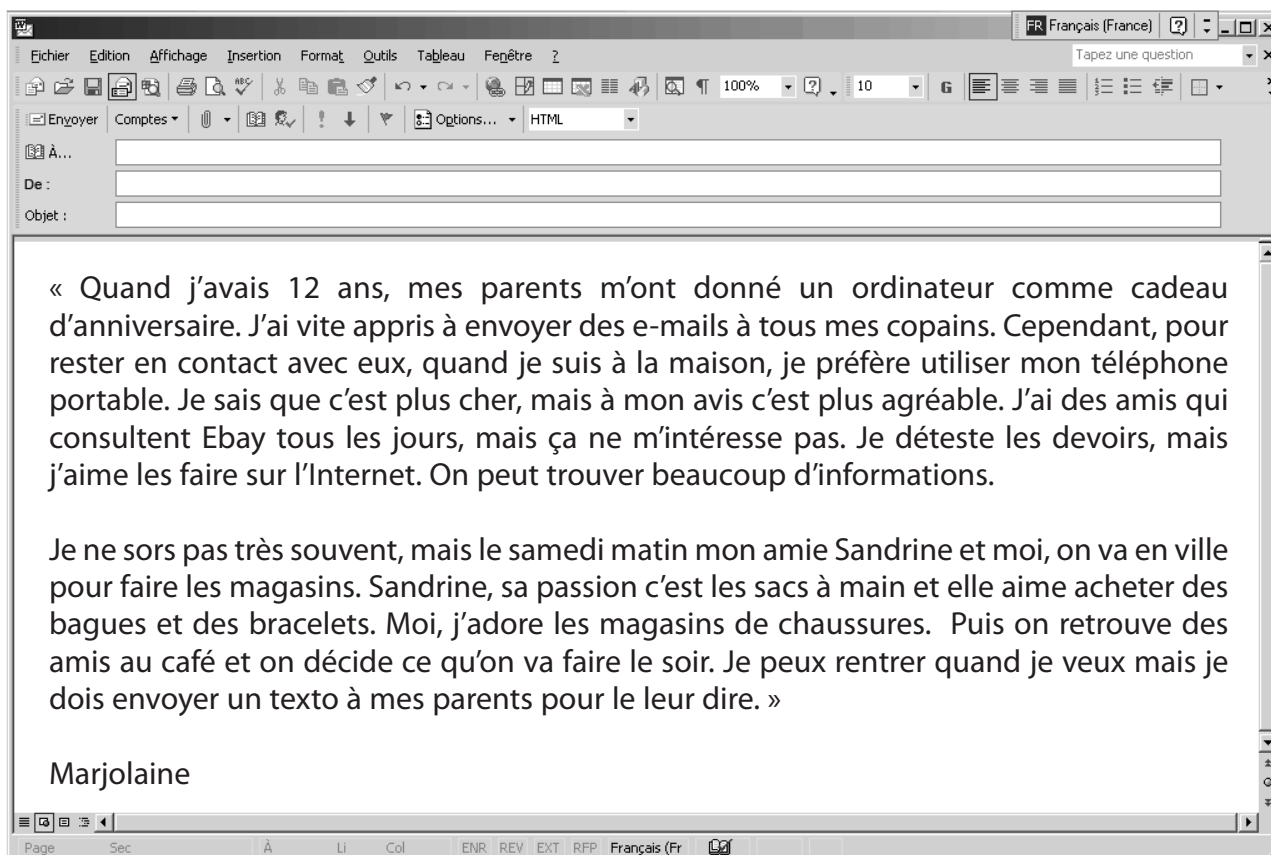 FR Français (France)
Fichier Edition Affichage Insertion Format Outils Tableau Fenêtre ?
Tapez une question
100% 10 G
Envoyer Comptes Options... HTML
À...
De :
Objet :
« Quand j'avais 12 ans, mes parents m'ont donné un ordinateur comme cadeau
d'anniversaire. J'ai vite appris à envoyer des e-mails à tous mes copains. Cependant, pour
rester en contact avec eux, quand je suis à la maison, je préfère utiliser mon téléphone
portable. Je sais que c'est plus cher, mais à mon avis c'est plus agréable. J'ai des amis qui
consultent Ebay tous les jours, mais ça ne m'intéresse pas. Je déteste les devoirs, mais
j'aime les faire sur l'Internet. On peut trouver beaucoup d'informations.
Je ne sors pas très souvent, mais le samedi matin mon amie Sandrine et moi, on va en ville
pour faire les magasins. Sandrine, sa passion c'est les sacs à main et elle aime acheter des
bagues et des bracelets. Moi, j'adore les magasins de chaussures. Puis on retrouve des
amis au café et on décide ce qu'on va faire le soir. Je peux rentrer quand je veux mais je
dois envoyer un texto à mes parents pour le leur dire. »
Marjolaine
Page Sec À Li Col ENR REV EXT RFP Français (Fr